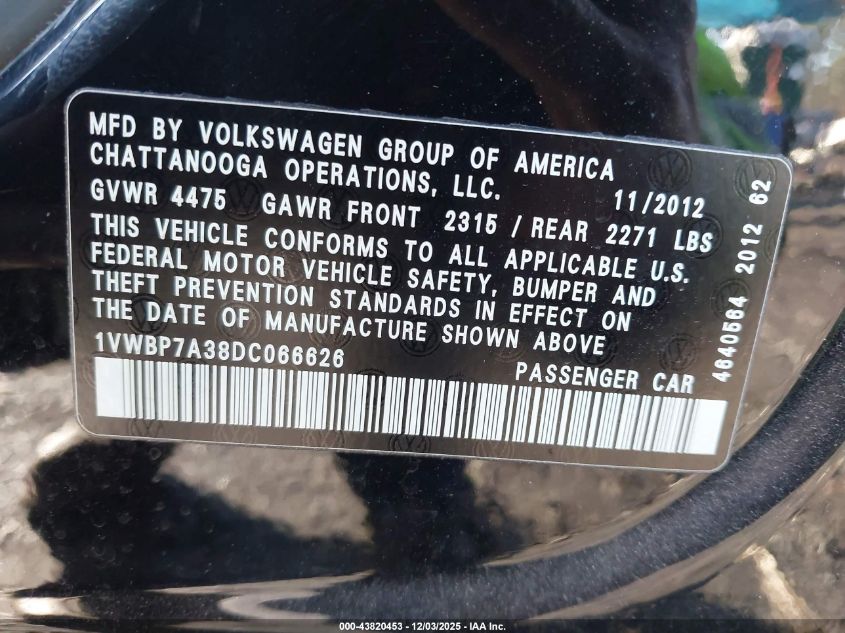 MFD BY VOLKSWAGEN GROUP OF AMERICA
CHATTANOOGA OPERATIONS, LLC. 11/2012
GVWR 4475 GAWR FRONT 2315 / REAR 2271 LBS
THIS VEHICLE CONFORMS TO ALL APPLICABLE U.S.
FEDERAL MOTOR VEHICLE SAFETY, BUMPER AND
THEFT PREVENTION STANDARDS IN EFFECT ON
THE DATE OF MANUFACTURE SHOWN ABOVE
1VWBP7A38DC066626 PASSENGER CAR
4640564 2012 62
000-43820453 - 12/03/2025 - IAA Inc.